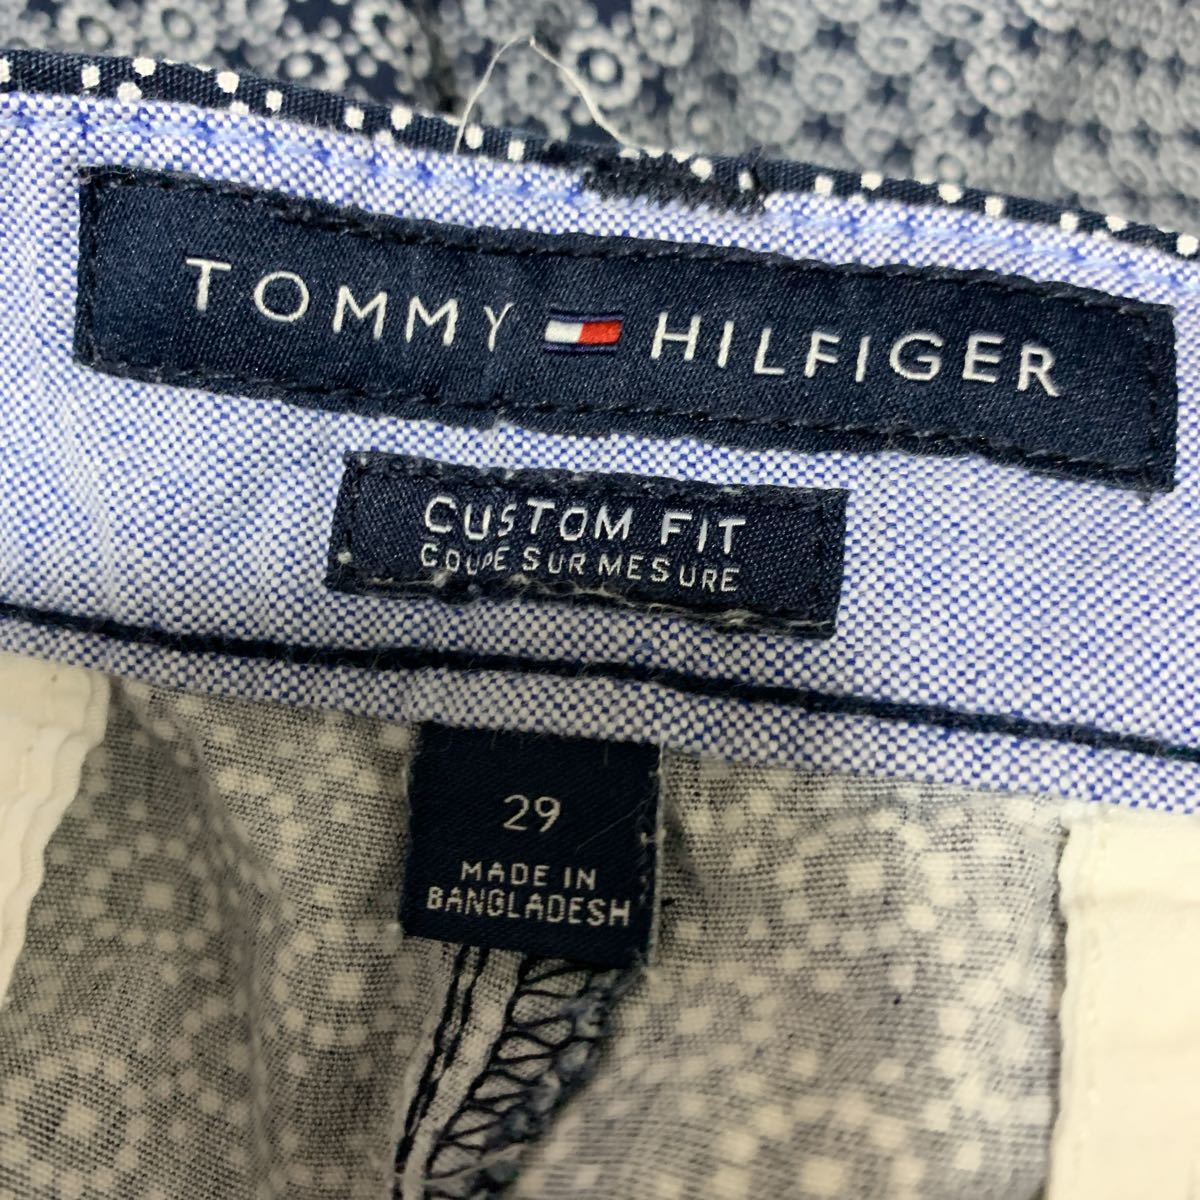 TOMMY HILFIGER
CUSTOM FIT
COUPE SUR MESURE
29
MADE IN
BANGLADESH